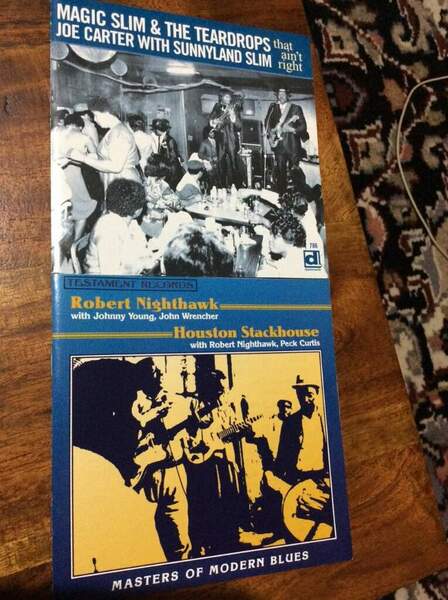 MAGIC SLIM & THE TEARDROPS
JOE CARTER WITH SUNNYLAND SLIM
that
ain't
right
786
d
TESTAMENT RECORDS
Robert Nighthawk
with Johnny Young, John Wrencher
Houston Stackhouse
with Robert Nighthawk, Peck Curtis
MASTERS OF MODERN BLUES